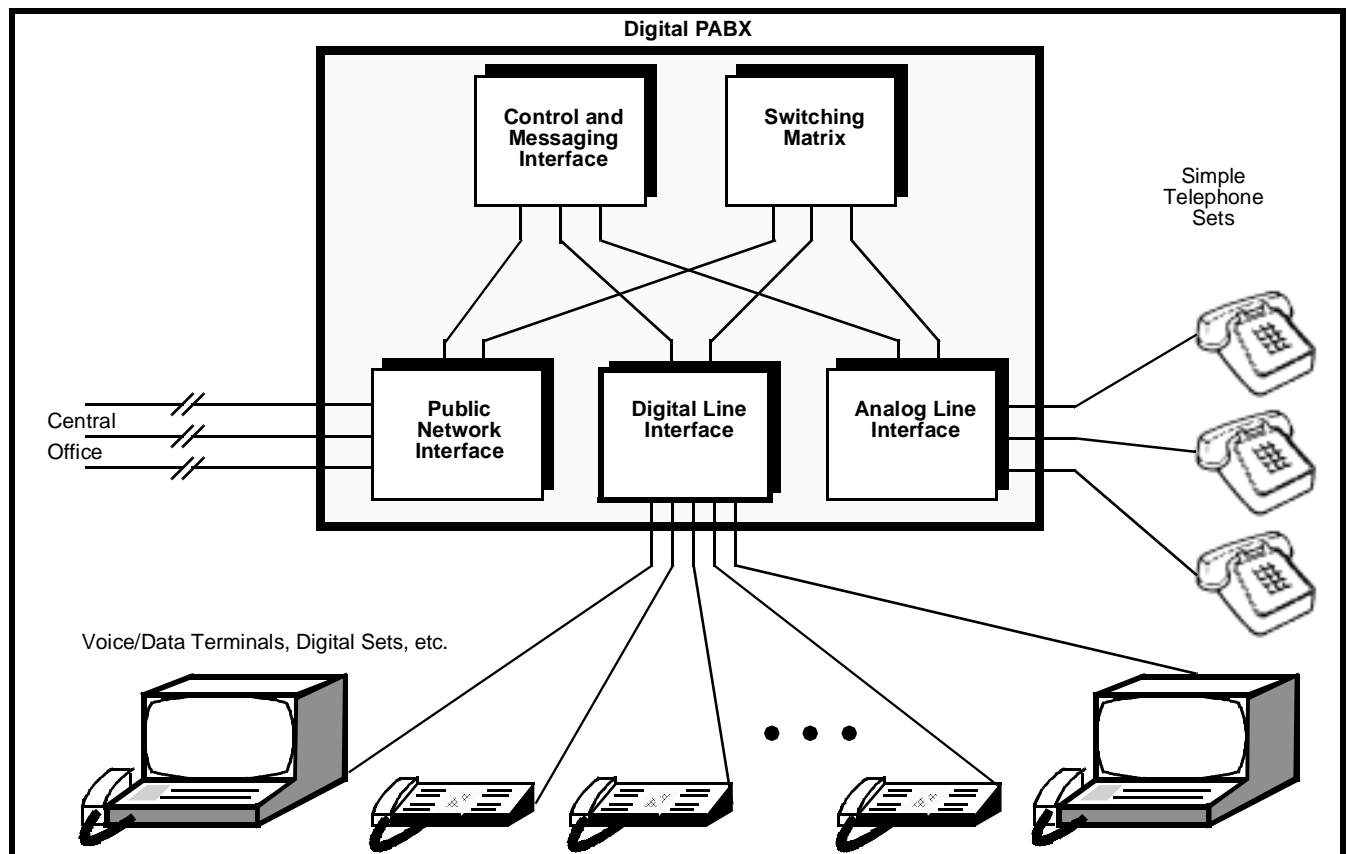 Digital PABX
Control and
Messaging
Interface
Switching
Matrix
Simple
Telephone
Sets
Central
Office
Public
Network
Interface
Digital Line
Interface
Analog Line
Interface
Voice/Data Terminals, Digital Sets, etc.